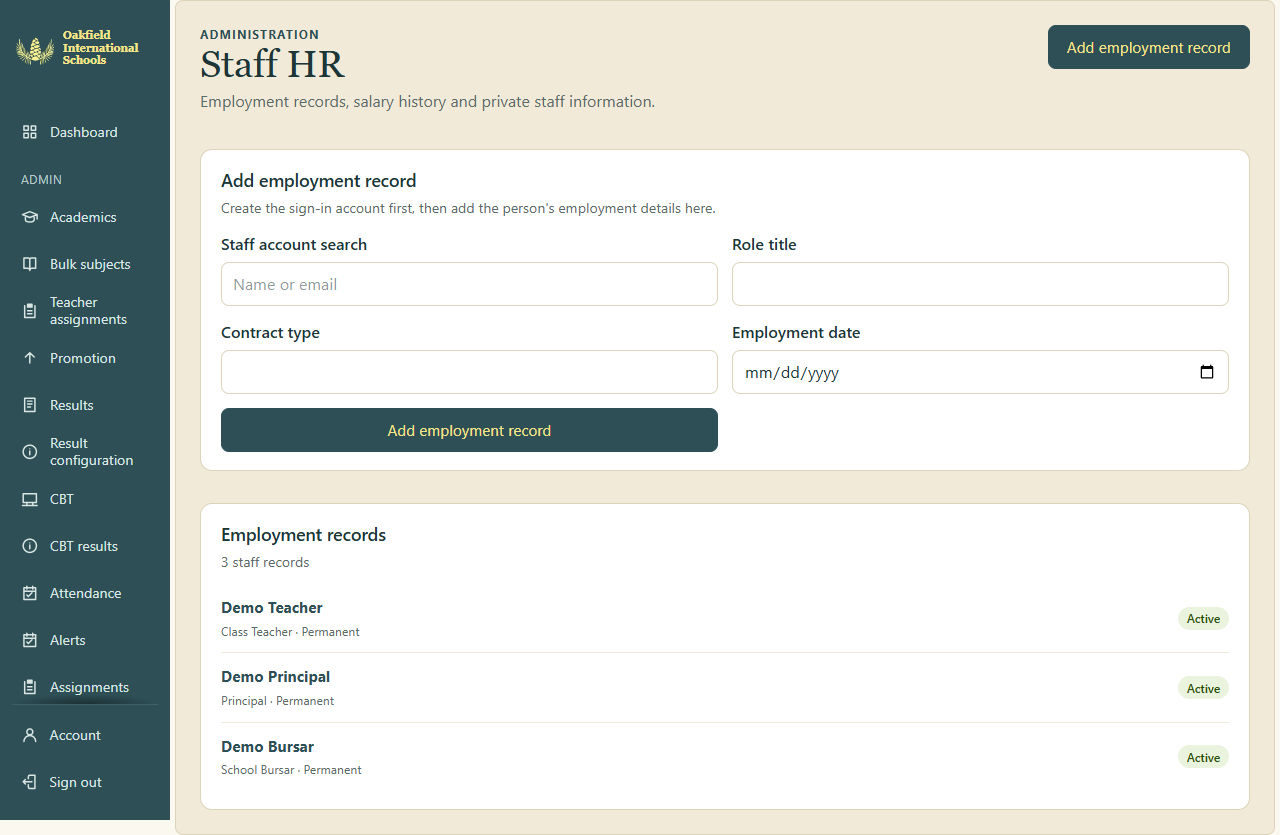 Oakfield
International
Schools
Dashboard
ADMIN
Academics
Bulk subjects
Teacher
assignments
Promotion
Results
Result
configuration
CBT
CBT results
Attendance
Alerts
Assignments
Account
Sign out
ADMINISTRATION
Staff HR
Employment records, salary history and private staff information.
Add employment record
Add employment record
Create the sign-in account first, then add the person's employment details here.
Staff account search
Role title
Name or email
Contract type
Employment date
mm/dd/yyyy
Add employment record
Employment records
3 staff records
Demo Teacher
Class Teacher · Permanent
Active
Demo Principal
Principal · Permanent
Active
Demo Bursar
School Bursar · Permanent
Active